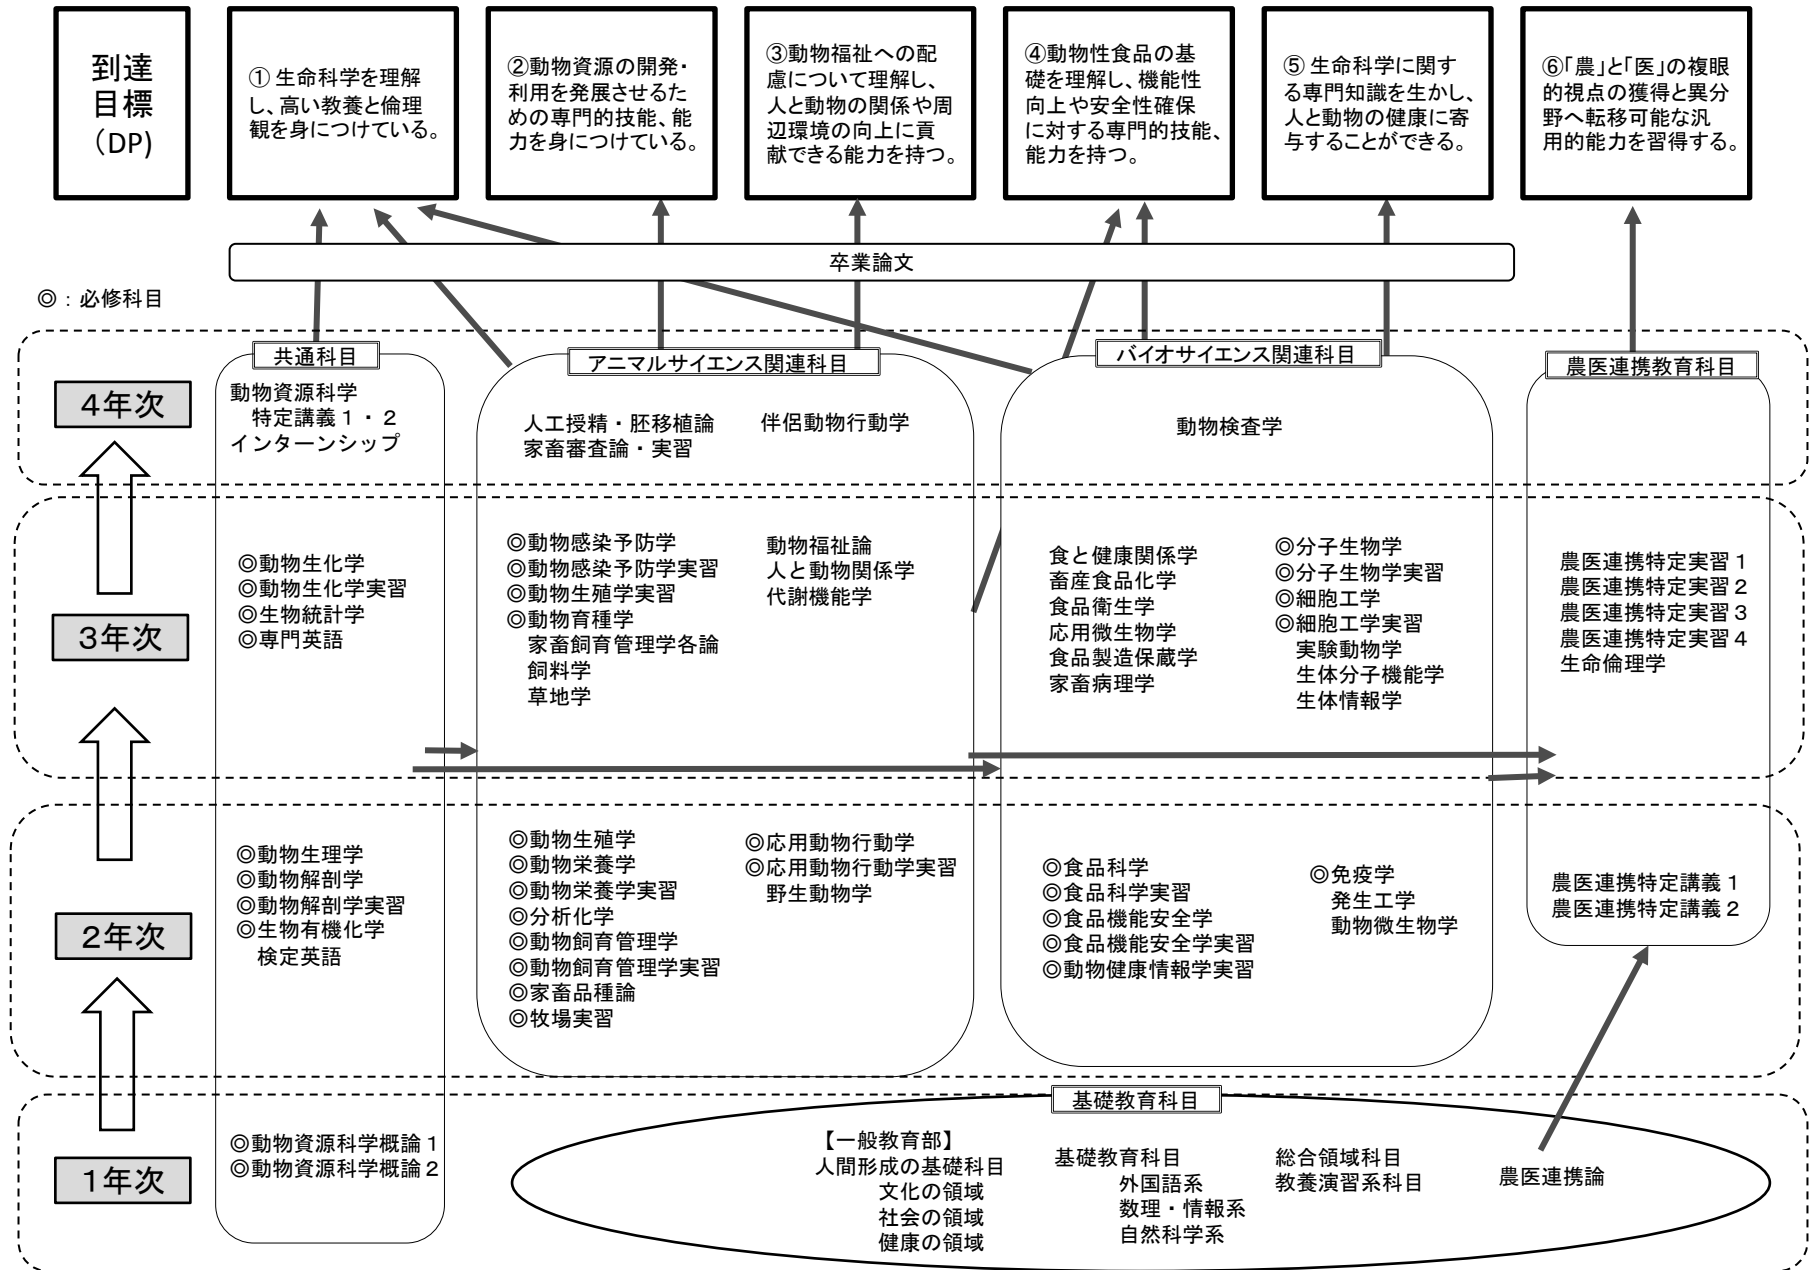 到達
目標
（DP)
① 生命科学を理解
し、高い教養と倫理
観を身につけている。
②動物資源の開発・
利用を発展させるた
めの専門的技能、能
力を身につけている。
③動物福祉への配
慮について理解し、
人と動物の関係や周
辺環境の向上に貢
献できる能力を持つ。
④動物性食品の基
礎を理解し、機能性
向上や安全性確保
に対する専門的技能、
能力を持つ。
⑤ 生命科学に関す
る専門知識を生かし、
人と動物の健康に寄
与することができる。
⑥「農」と「医」の複眼
的視点の獲得と異分
野へ転移可能な汎
用的能力を習得する。
卒業論文
◎：必修科目
共通科目
アニマルサイエンス関連科目
バイオサイエンス関連科目
農医連携教育科目
4年次
動物資源科学
特定講義１・２
インターンシップ
人工授精・胚移植論
家畜審査論・実習
伴侶動物行動学
動物検査学
3年次
◎動物生化学
◎動物生化学実習
◎生物統計学
◎専門英語
◎動物感染予防学
◎動物感染予防学実習
◎動物生殖学実習
◎動物育種学
家畜飼育管理学各論
飼料学
草地学
動物福祉論
人と動物関係学
代謝機能学
食と健康関係学
畜産食品化学
食品衛生学
応用微生物学
食品製造保蔵学
家畜病理学
◎分子生物学
◎分子生物学実習
◎細胞工学
◎細胞工学実習
実験動物学
生体分子機能学
生体情報学
農医連携特定実習１
農医連携特定実習２
農医連携特定実習３
農医連携特定実習４
生命倫理学
2年次
◎動物生理学
◎動物解剖学
◎動物解剖学実習
◎生物有機化学
検定英語
◎動物生殖学
◎動物栄養学
◎動物栄養学実習
◎分析化学
◎動物飼育管理学
◎動物飼育管理学実習
◎家畜品種論
◎牧場実習
◎応用動物行動学
◎応用動物行動学実習
野生動物学
◎食品科学
◎食品科学実習
◎食品機能安全学
◎食品機能安全学実習
◎動物健康情報学実習
◎免疫学
発生工学
動物微生物学
農医連携特定講義１
農医連携特定講義２
基礎教育科目
1年次
◎動物資源科学概論１
◎動物資源科学概論２
【一般教育部】
人間形成の基礎科目
文化の領域
社会の領域
健康の領域
基礎教育科目
外国語系
数理・情報系
自然科学系
総合領域科目
教養演習系科目
農医連携論